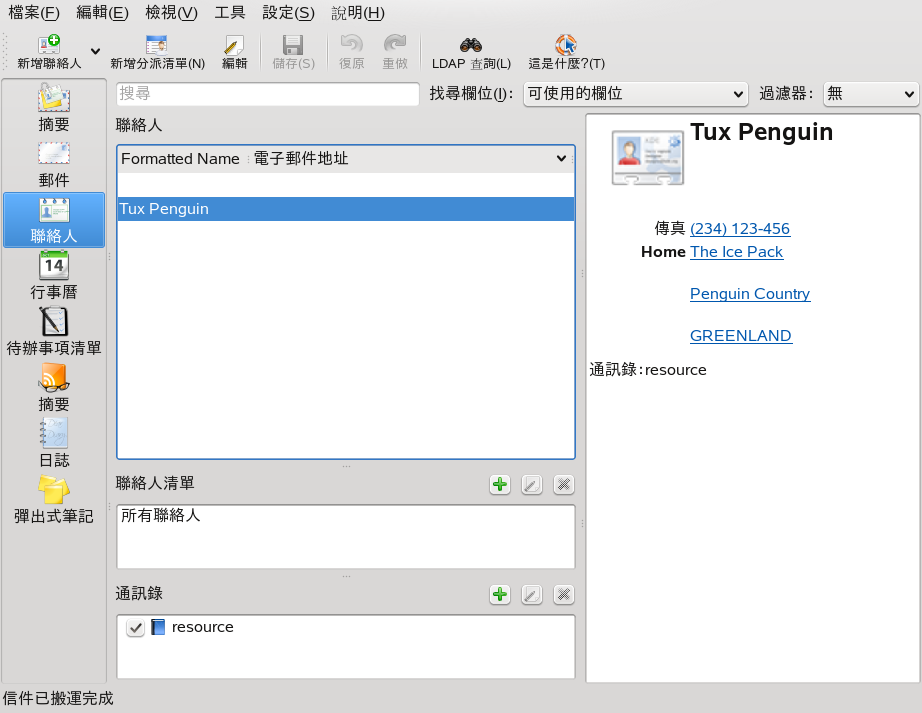 檔案(F) 編輯(E) 檢視(V) 工具 設定(S) 說明(H)
新增聯絡人 新增分派清單(N) 編輯 儲存(S) 復原 重做 LDAP 查詢(L) 這是什麼?(T)
搜尋 找尋欄位(I)： 可使用的欄位 過濾器： 無
摘要
郵件
聯絡人
14
行事曆
待辦事項清單
摘要
日誌
彈出式筆記
聯絡人
Formatted Name 電子郵件地址
Tux Penguin
聯絡人清單
所有聯絡人
通訊錄
resource
Tux Penguin
傳真 (234) 123-456
Home The Ice Pack
Penguin Country
GREENLAND
通訊錄：resource
信件已搬運完成